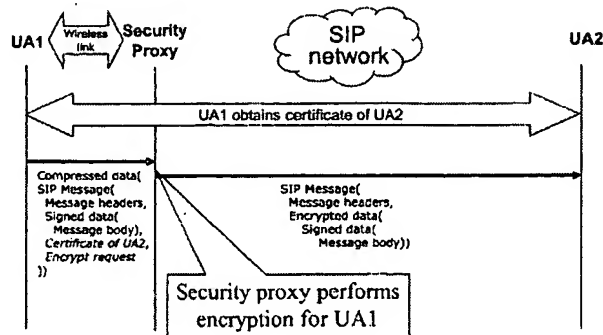 UA1
Wireless
link
Security
Proxy
SIP
network
UA2
UA1 obtains certificate of UA2
Compressed data(
SIP Message(
Message headers,
Signed data(
Message body),
Certificate of UA2,
Encrypt request
))
SIP Message(
Message headers,
Encrypted data(
Signed data(
Message body))
Security proxy performs
encryption for UA1